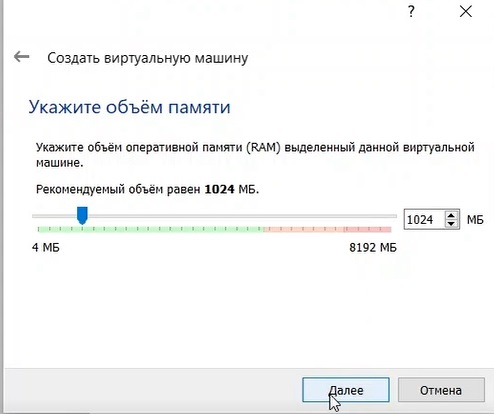 ?
Создать виртуальную машину
Укажите объём памяти
Укажите объём оперативной памяти (RAM) выделенный данной виртуальной
машине.
Рекомендуемый объём равен 1024 МБ.
1024 МБ
4 МБ 8192 МБ
Далее Отмена